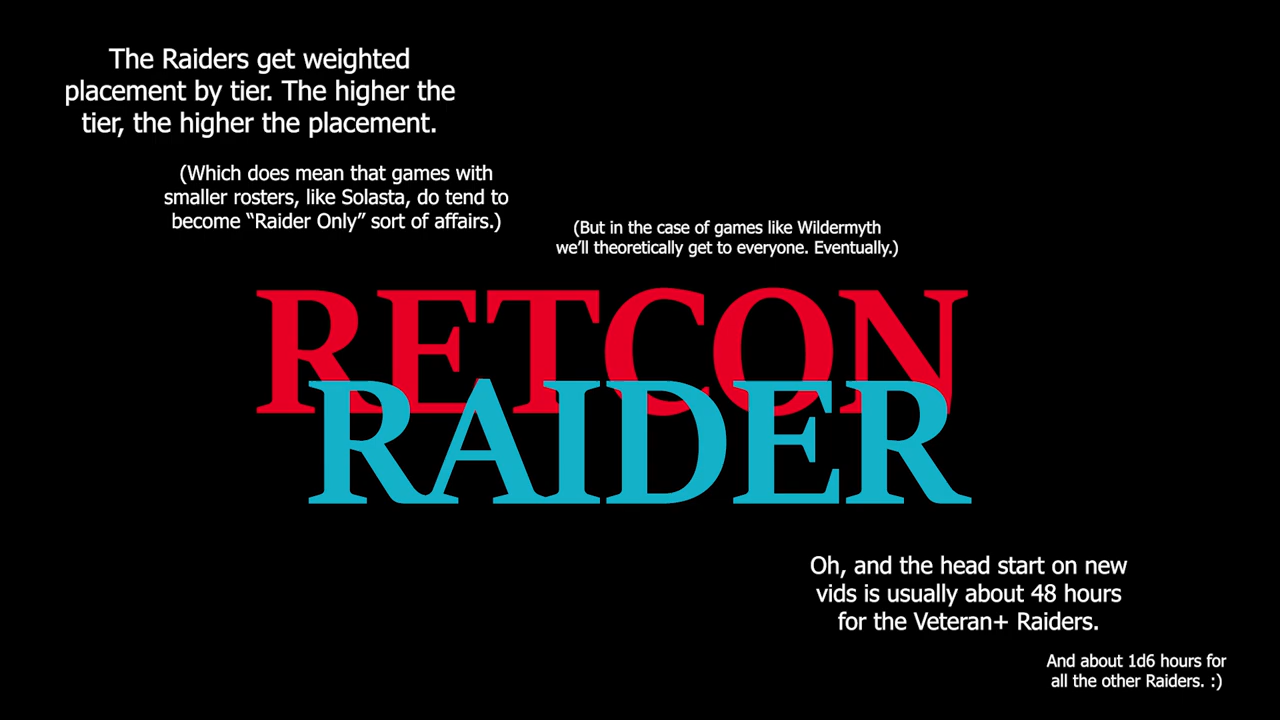 The Raiders get weighted
placement by tier. The higher the
tier, the higher the placement.
(Which does mean that games with
smaller rosters, like Solasta, do tend to
become “Raider Only” sort of affairs.)
(But in the case of games like Wildermyth
we’ll theoretically get to everyone. Eventually.)
RETCON
RAIDER
Oh, and the head start on new
vids is usually about 48 hours
for the Veteran+ Raiders.
And about 1d6 hours for
all the other Raiders. :)